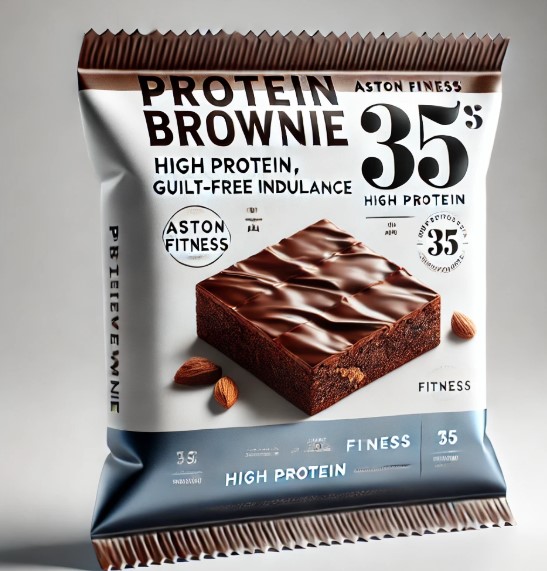 PROTEIN
BROWNIE
HIGH PROTEIN,
GUILT-FREE INDULANCE
ASTON FINESS
35 s
HIGH PROTEIN
ASTON
FITNESS
35
FITNESS
FINESS
35
HIGH PROTEIN